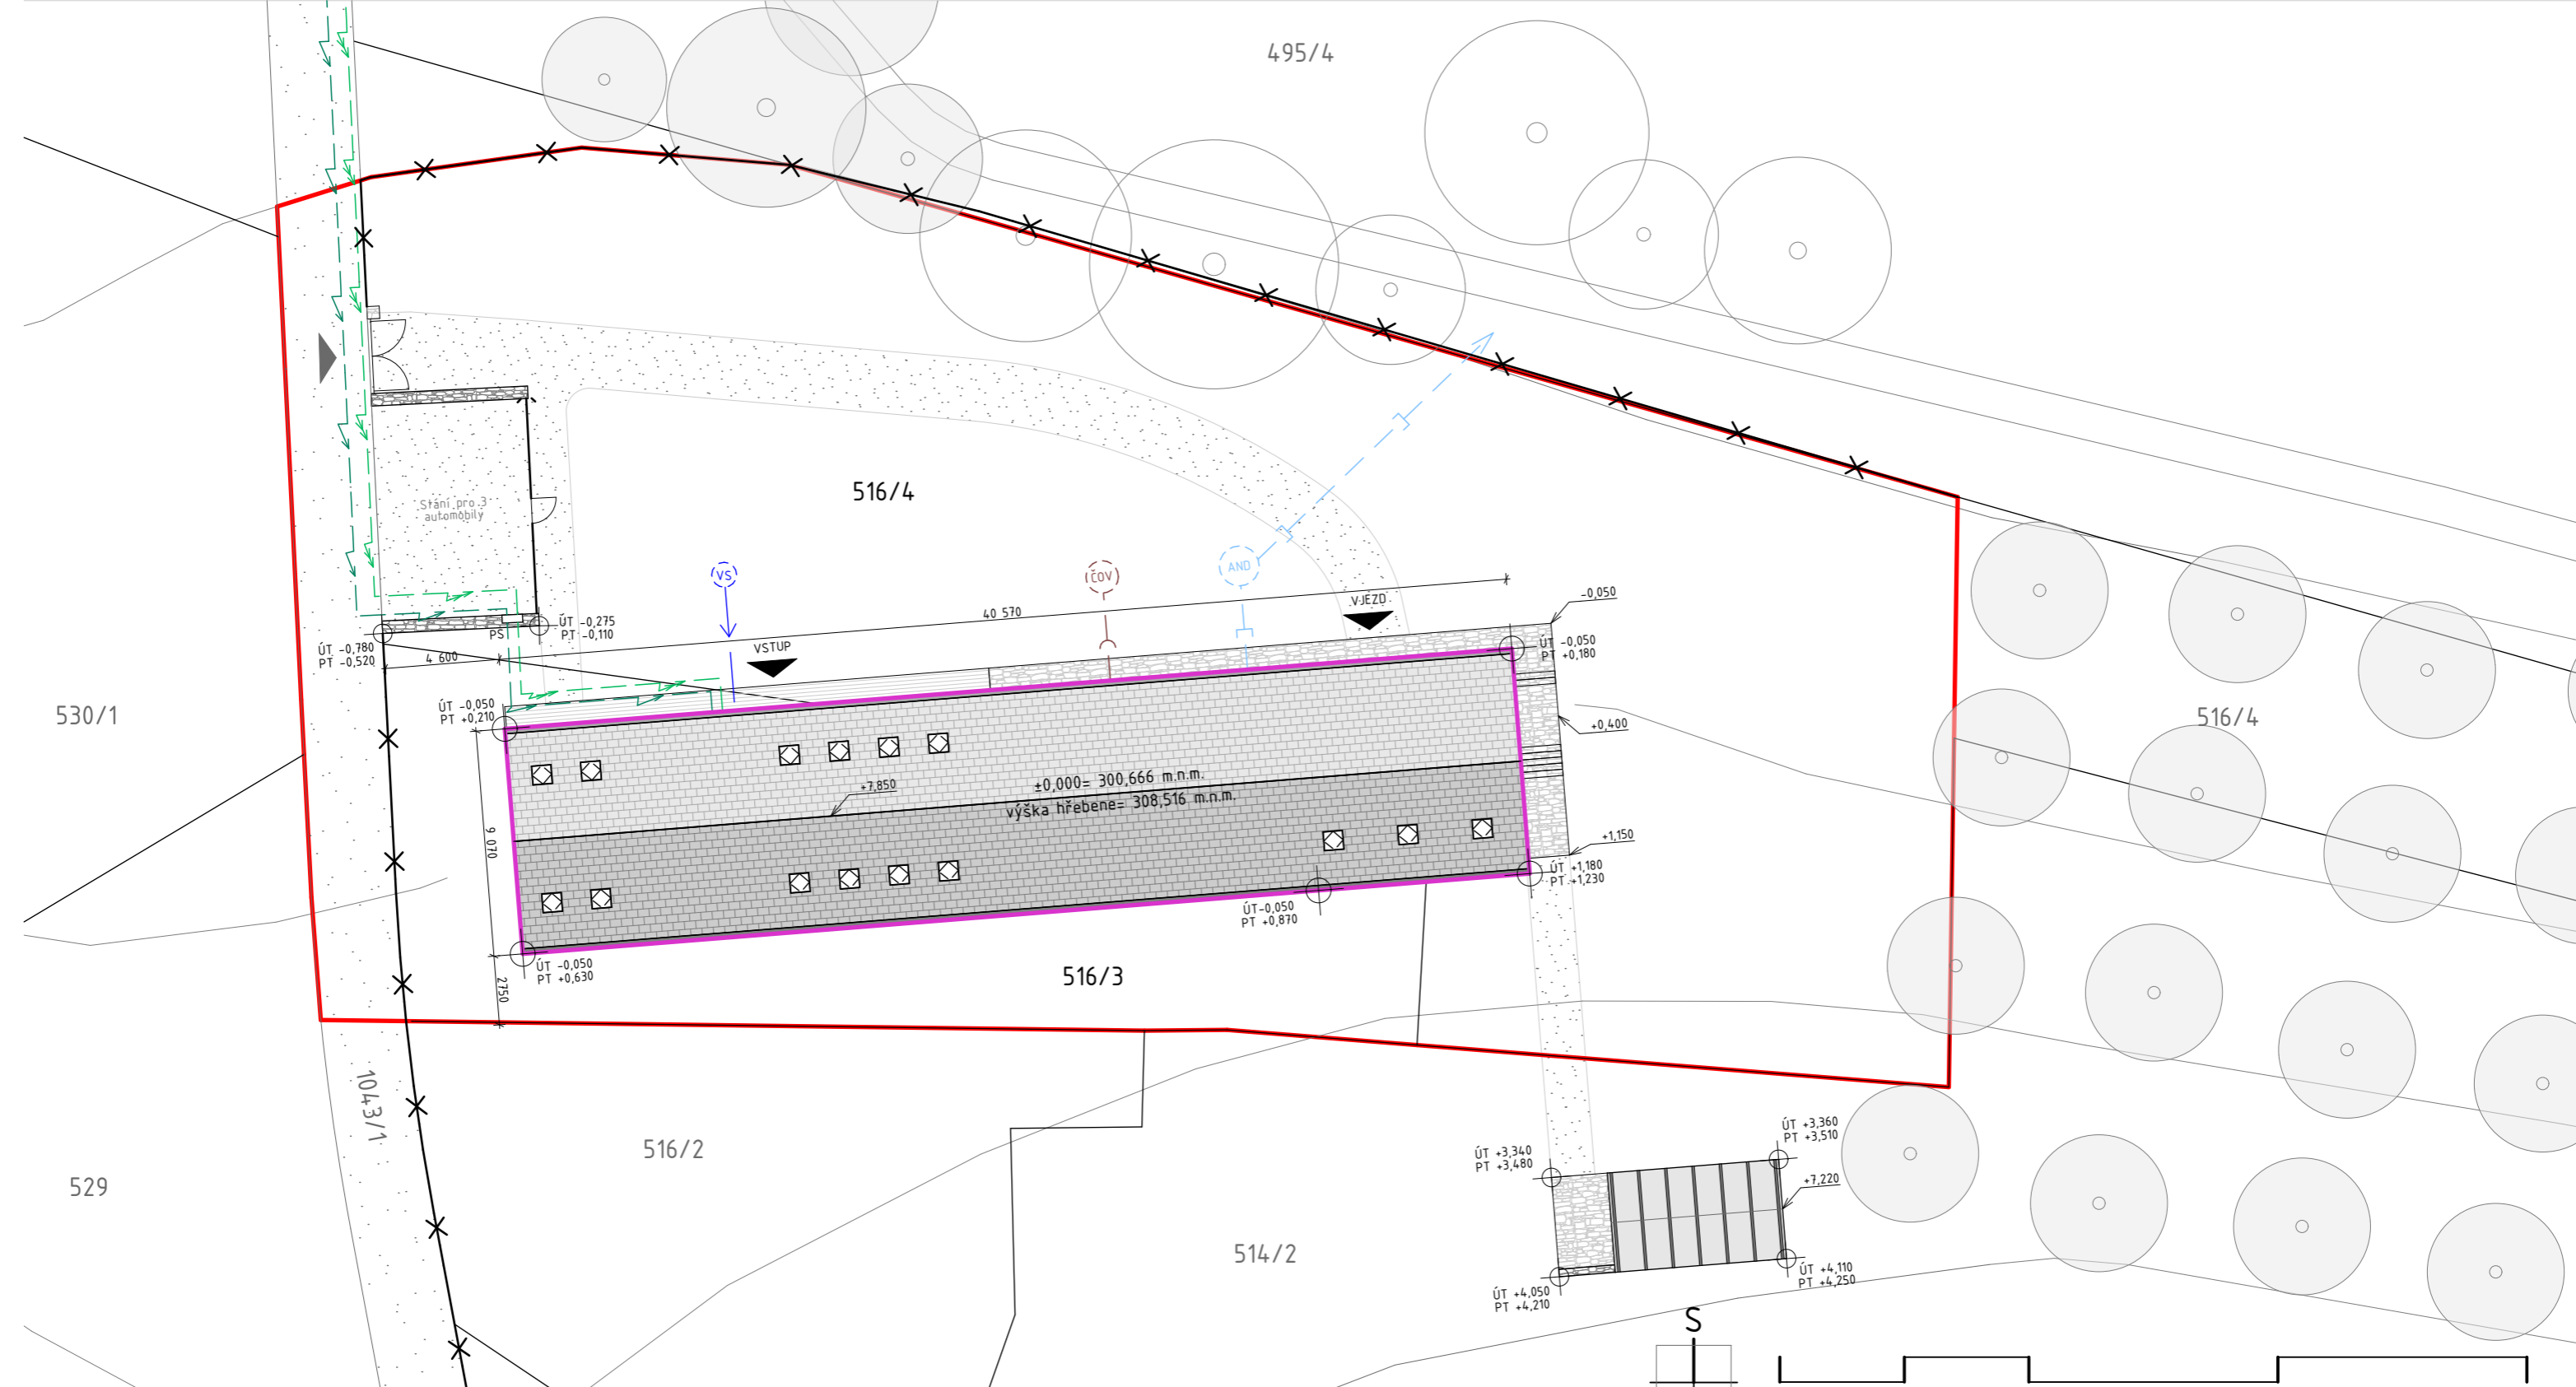 495/4
516/4
Stání pro 3
automobily
VS
ČOV
AND
40 570
VJEZD
-0,050
ÚT -0,275
PT -0,110
PS
ÚT -0,780
PT -0,520
4 600
VSTUP
ÚT -0,050
PT +0,180
ÚT -0,050
PT +0,210
530/1
516/4
+0,400
+7,850
±0,000= 300,666 m.n.m.
výška hřebene= 308,516 m.n.m.
9 070
+1,150
ÚT +1,180
PT +1,230
ÚT-0,050
PT +0,870
ÚT -0,050
PT +0,630
2750
516/3
1043/1
516/2
529
ÚT +3,340
PT +3,480
ÚT +3,360
PT +3,510
+7,220
514/2
ÚT +4,050
PT +4,210
ÚT +4,110
PT +4,250
S